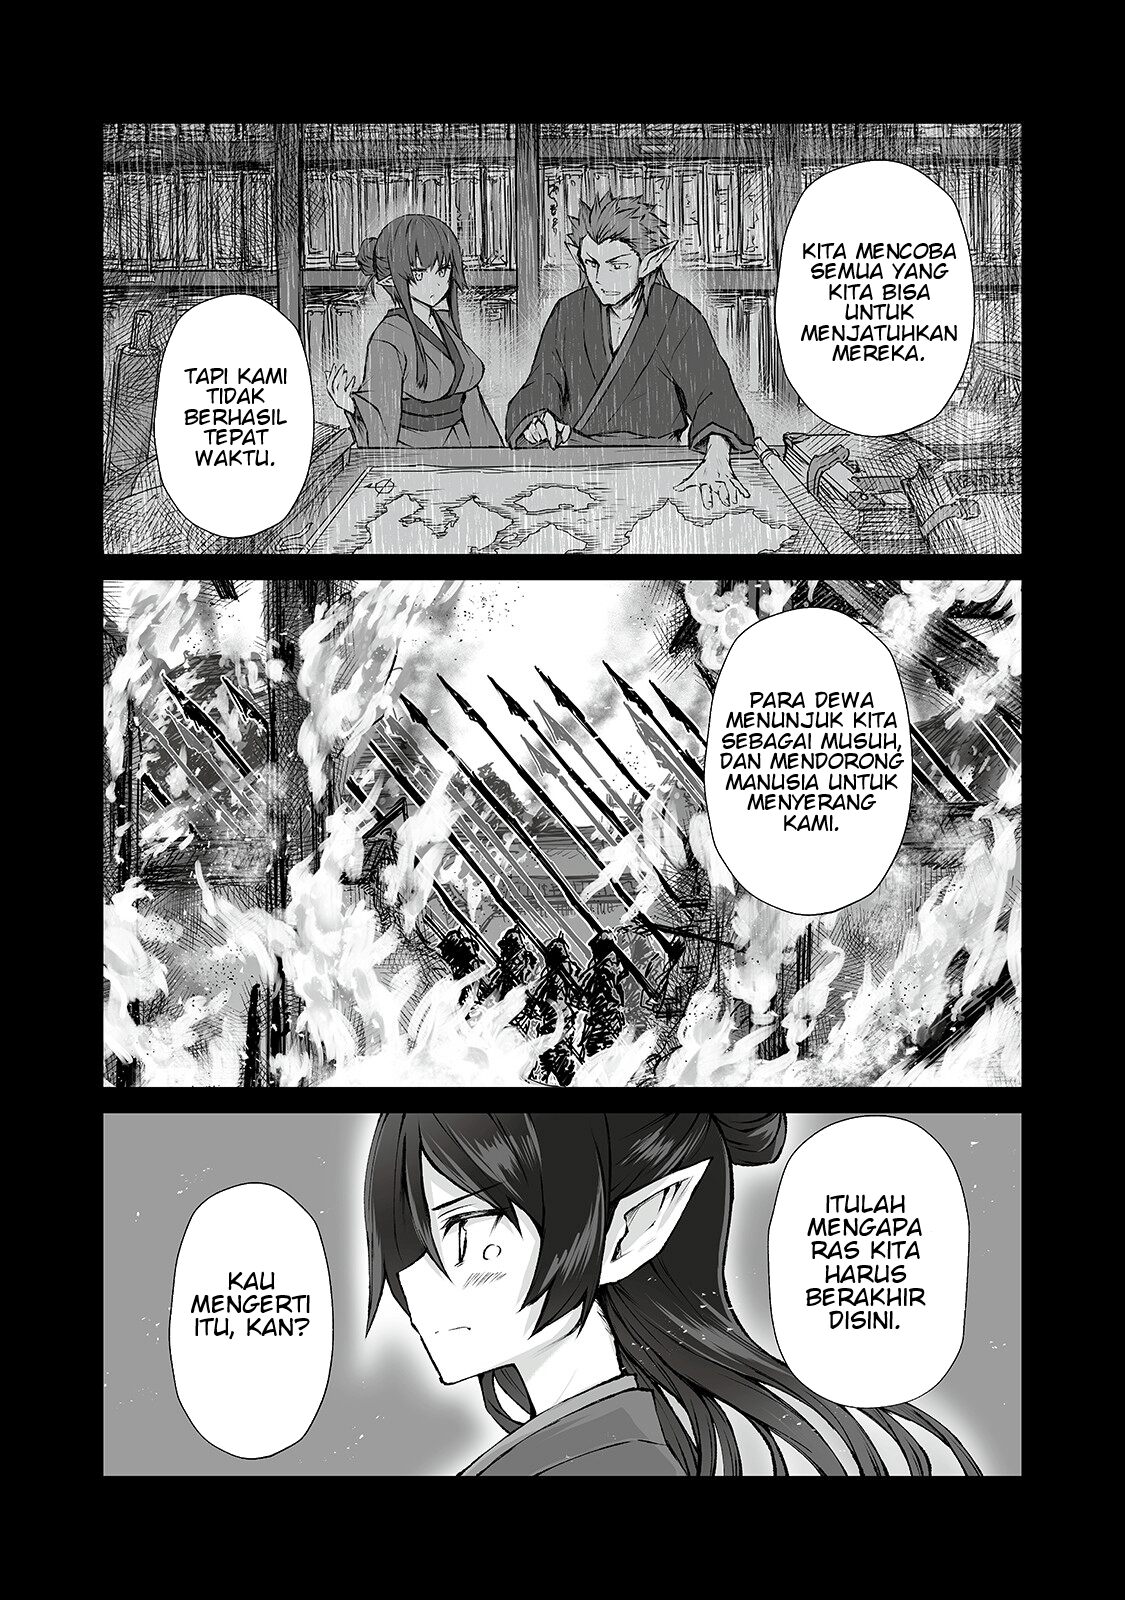 KITA MENCOBA
SEMUA YANG
KITA BISA
UNTUK
MENJATUHKAN
MEREKA.
TAPI KAMI
TIDAK
BERHASIL
TEPAT
WAKTU.
PARA DEWA
MENUNJUK KITA
SEBAGAI MUSUH,
DAN MENDORONG
MANUSIA UNTUK
MENYERANG
KAMI.
ITULAH
MENGAPA
RAS KITA
HARUS
BERAKHIR
DISINI.
KAU
MENGERTI
ITU, KAN?